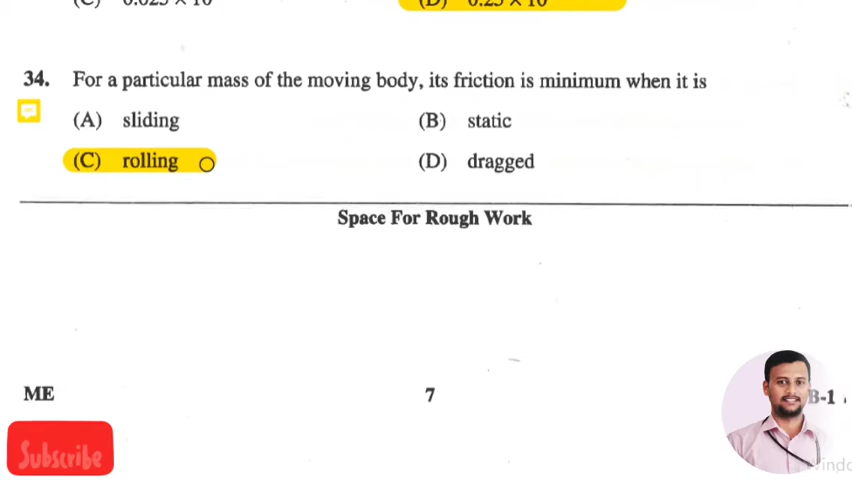 34. For a particular mass of the moving body, its friction is minimum when it is
(A) sliding (B) static
(C) rolling (D) dragged
Space For Rough Work
ME 7 B-1
Subscribe